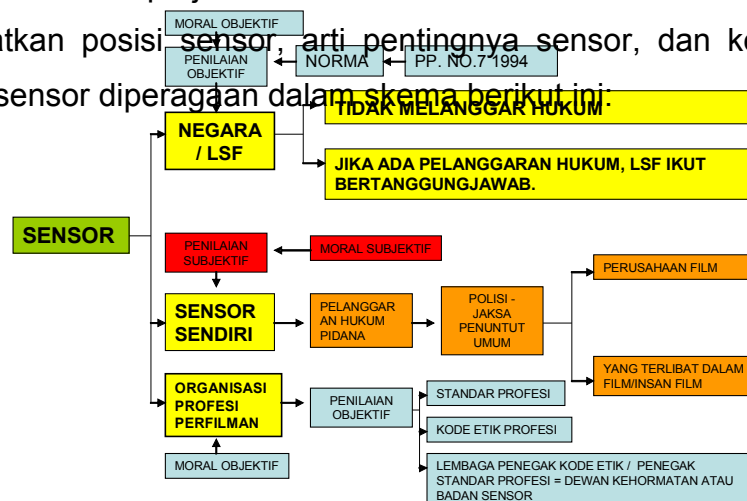 MORAL OBJEKTIF
atkan posisi sensor, arti pentingnya sensor, dan ke
PENILAIAN
OBJEKTIF
NORMA
PP. NO.7 1994
sensor diperagaan dalam skema berikut ini:
TIDAK MELANGGAR HUKUM
NEGARA
/ LSF
JIKA ADA PELANGGARAN HUKUM, LSF IKUT
BERTANGGUNGJAWAB.
SENSOR
PENILAIAN
SUBJEKTIF
MORAL SUBJEKTIF
SENSOR
SENDIRI
PELANGGAR
AN HUKUM
PIDANA
POLISI -
JAKSA
PENUNTUT
UMUM
PERUSAHAAN FILM
YANG TERLIBAT DALAM
FILM/INSAN FILM
ORGANISASI
PROFESI
PERFILMAN
PENILAIAN
OBJEKTIF
STANDAR PROFESI
KODE ETIK PROFESI
LEMBAGA PENEGAK KODE ETIK / PENEGAK
STANDAR PROFESI = DEWAN KEHORMATAN ATAU
BADAN SENSOR
MORAL OBJEKTIF